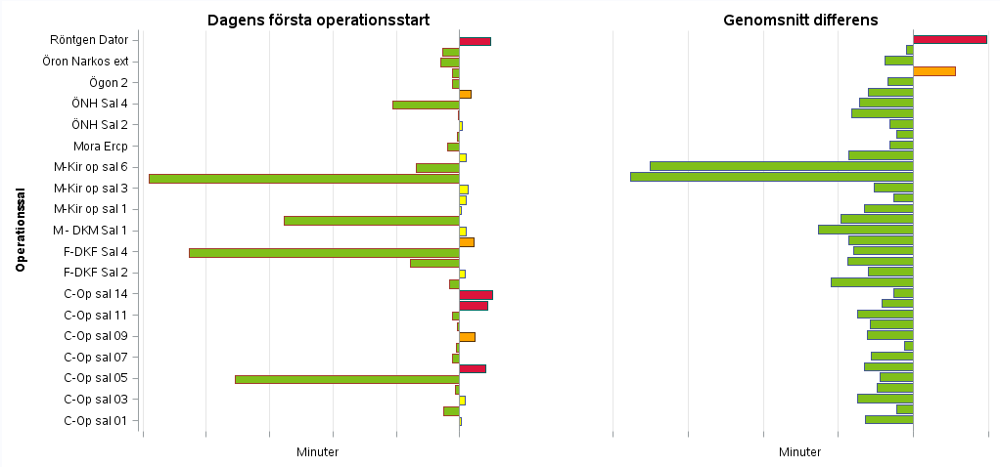 Dagens första operationsstart
Genomsnitt differens
Operationssal
Röntgen Dator
Öron Narkos ext
Ögon 2
ÖNH Sal 4
ÖNH Sal 2
Mora Ercp
M-Kir op sal 6
M-Kir op sal 3
M-Kir op sal 1
M - DKM Sal 1
F-DKF Sal 4
F-DKF Sal 2
C-Op sal 14
C-Op sal 11
C-Op sal 09
C-Op sal 07
C-Op sal 05
C-Op sal 03
C-Op sal 01
Minuter
Minuter